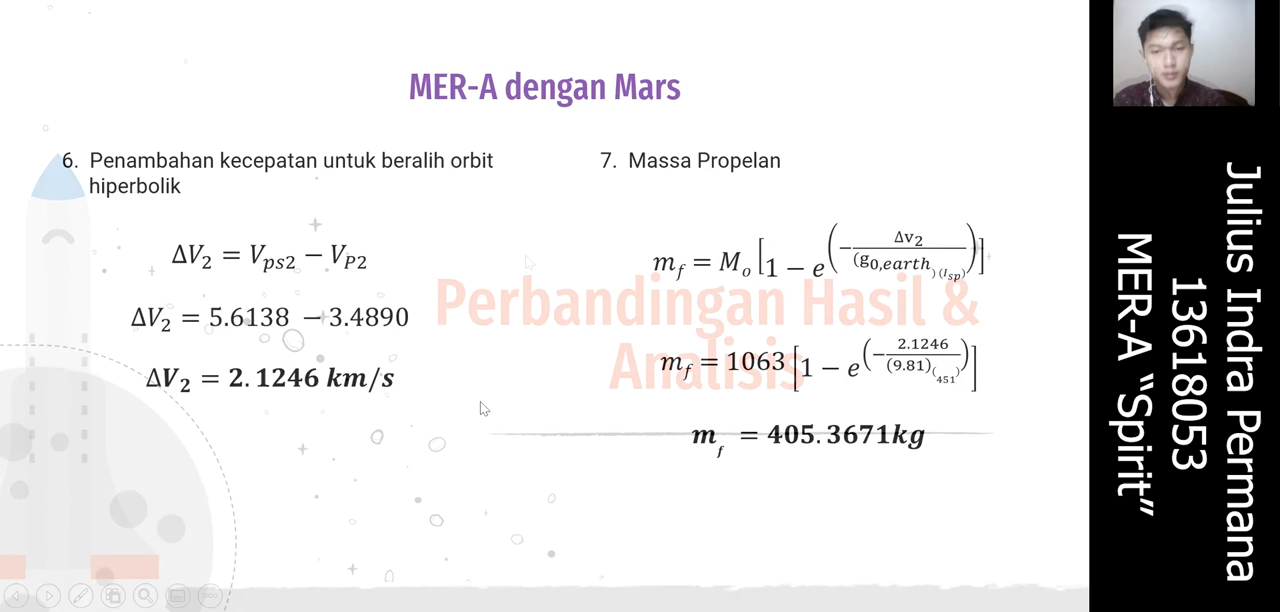 MER-A dengan Mars
6. Penambahan kecepatan untuk beralih orbit
hiperbolik
ΔV₂ = Vₚₛ₂ − V_P2
ΔV₂ = 5.6138 − 3.4890
ΔV₂ = 2.1246 km/s
7. Massa Propelan
m_f = M_o [1 − e^(−Δv₂/(g₀,earth)(I_sp))]
m_f = 1063 [1 − e^(−2.1246/(9.81)(451))]
m_f = 405.3671kg
Perbandingan Hasil &
Analisis
Julius Indra Permana
13618053
MER-A “Spirit”